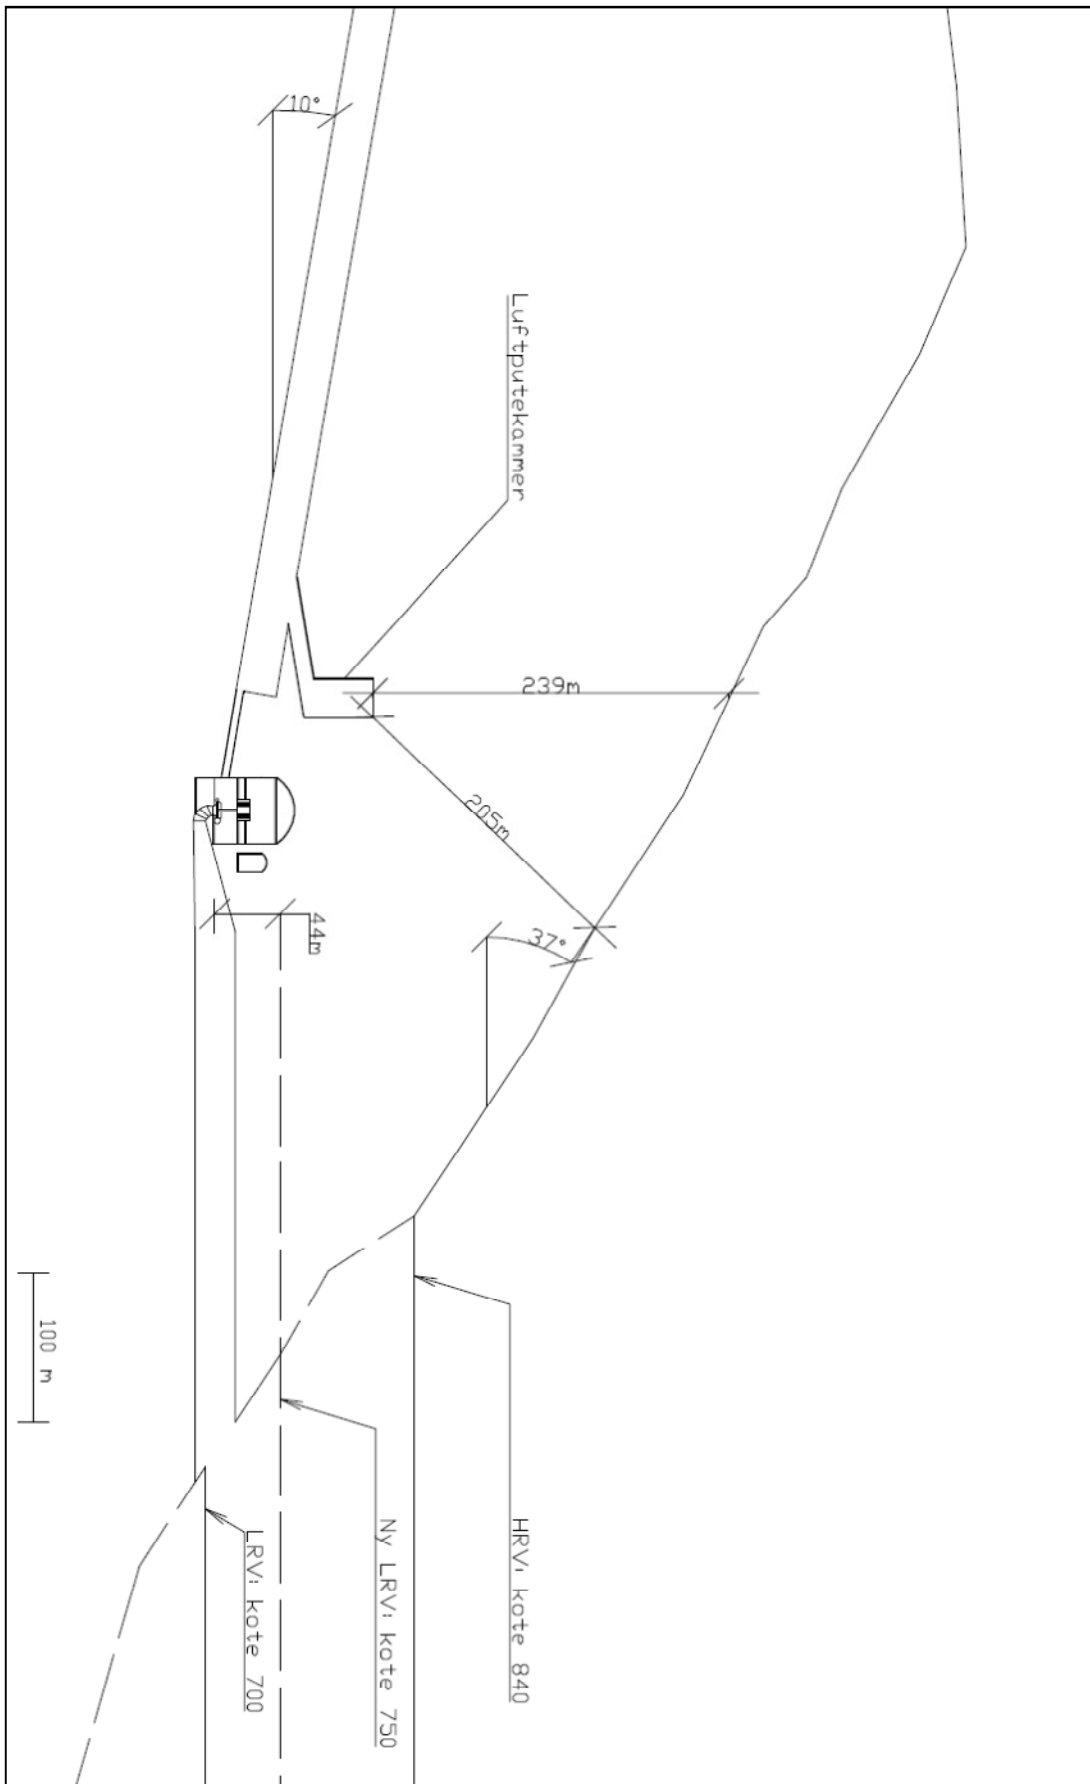 10°
Luftputekammer
239m
205m
37°
44m
100 m
HRV: kote 840
Ny LRV: kote 750
LRV: kote 700